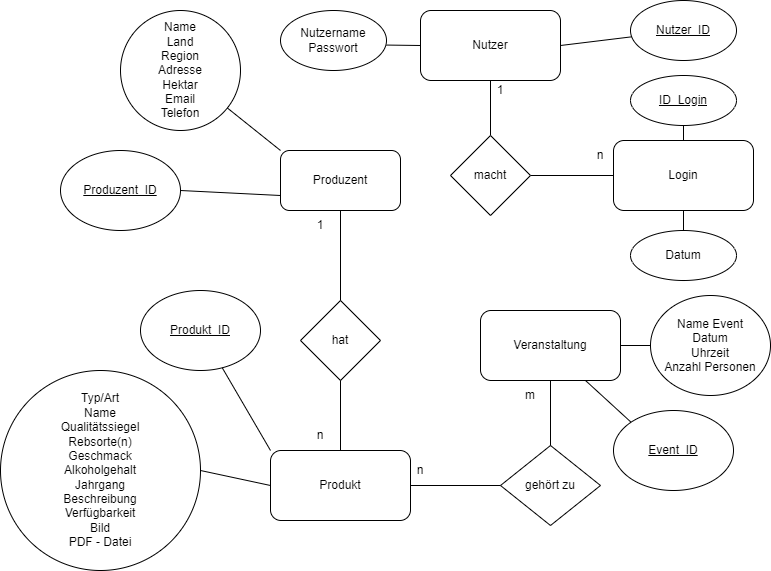 Name
Land
Region
Adresse
Hektar
Email
Telefon
Nutzername
Passwort
Nutzer
Nutzer_ID
1
ID_Login
macht
n
Login
Datum
Produzent_ID
Produzent
1
hat
n
Produkt_ID
Veranstaltung
Name Event
Datum
Uhrzeit
Anzahl Personen
m
Event_ID
Typ/Art
Name
Qualitätssiegel
Rebsorte(n)
Geschmack
Alkoholgehalt
Jahrgang
Beschreibung
Verfügbarkeit
Bild
PDF - Datei
Produkt
n
gehört zu